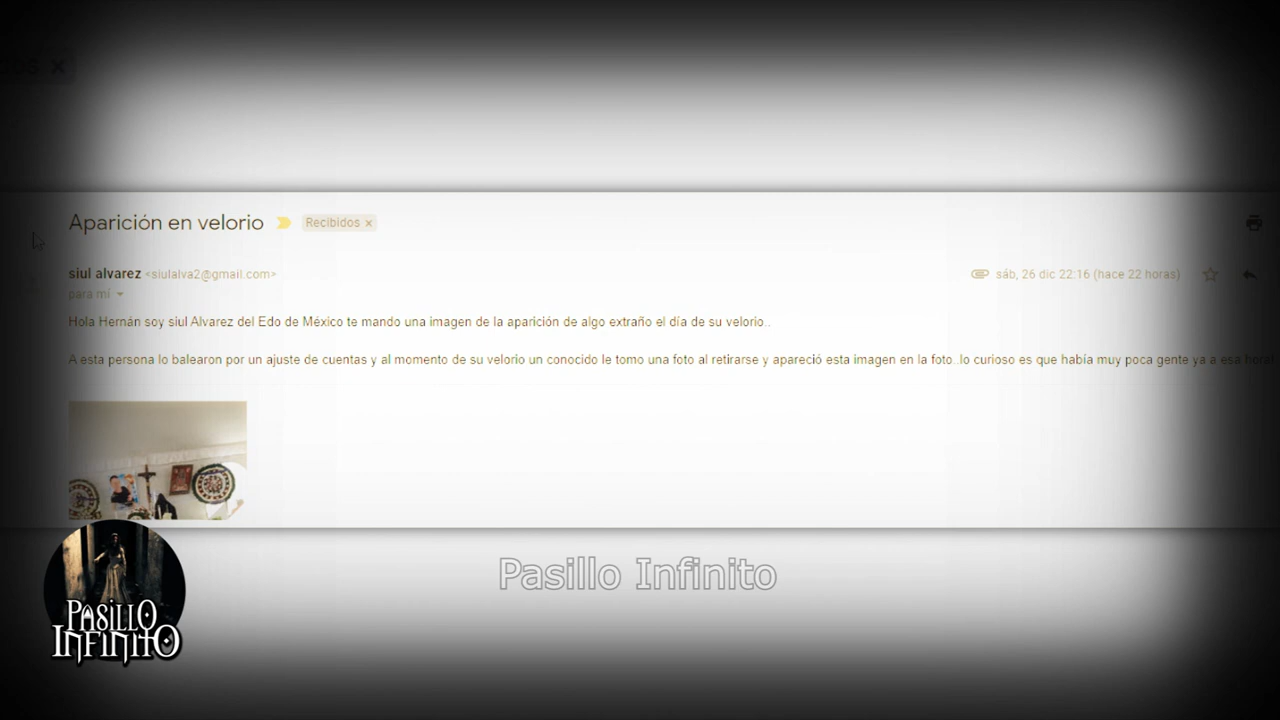 Aparición en velorio
Recibidos ×
siul alvarez <siulalva2@gmail.com>
sáb, 26 dic 22:16 (hace 22 horas)
para mí
Hola Hernán soy siul Alvarez del Edo de México te mando una imagen de la aparición de algo extraño el día de su velorio..
A esta persona lo balearon por un ajuste de cuentas y al momento de su velorio un conocido le tomo una foto al retirarse y apareció esta imagen en la foto..lo curioso es que había muy poca gente ya a esa hora
Pasillo Infinito
PASILLO
INFINITO